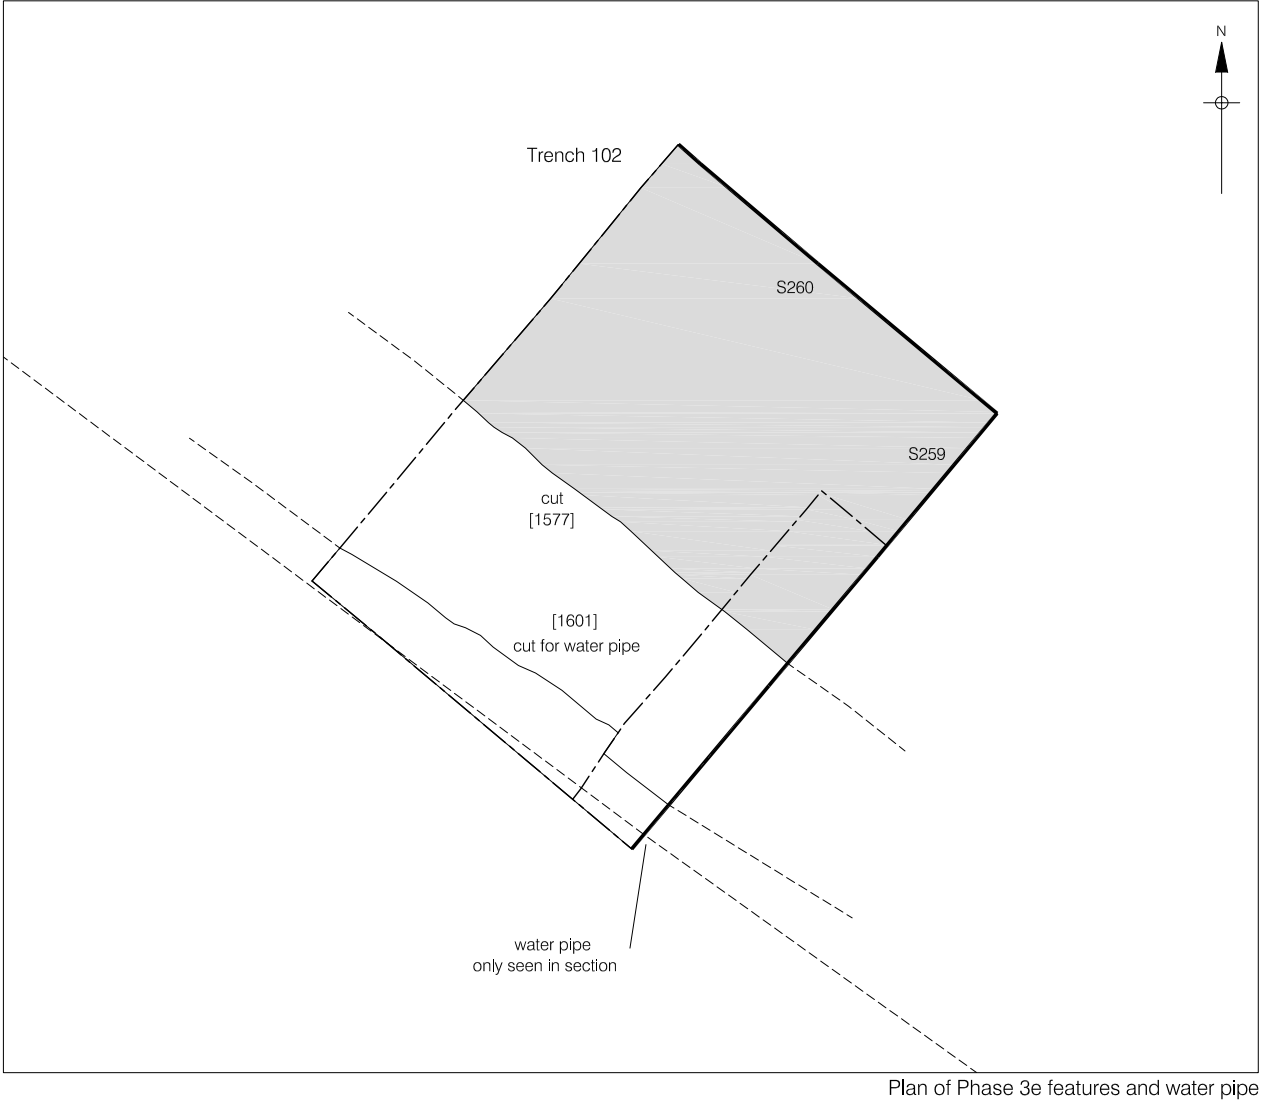 N
Trench 102
S260
S259
cut
[1577]
[1601]
cut for water pipe
water pipe
only seen in section
Plan of Phase 3e features and water pipe